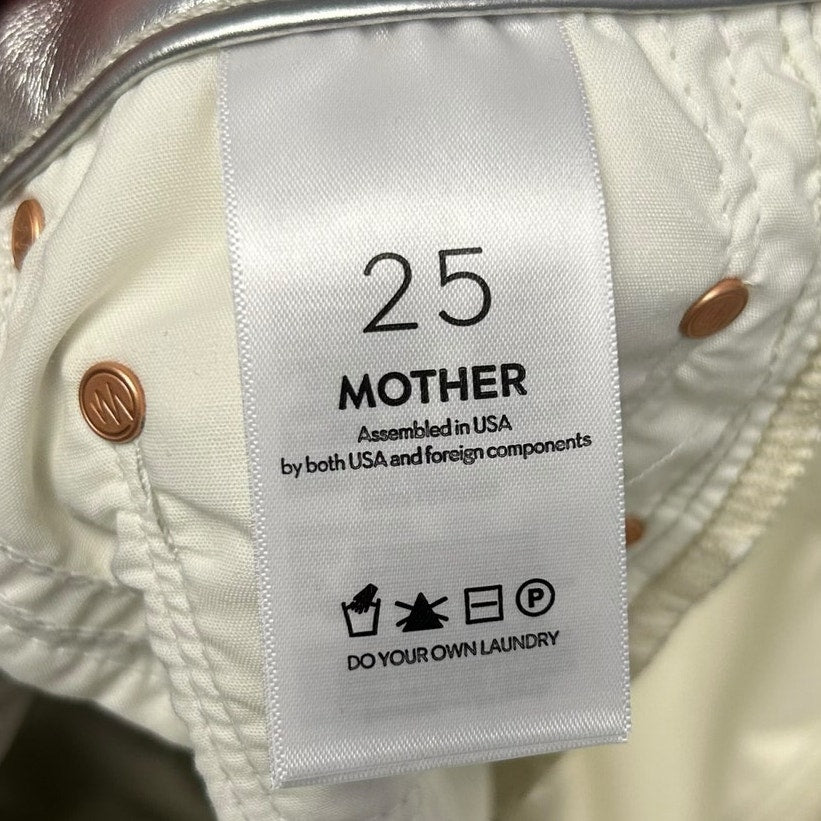 25
MOTHER
Assembled in USA
by both USA and foreign components
P
DO YOUR OWN LAUNDRY